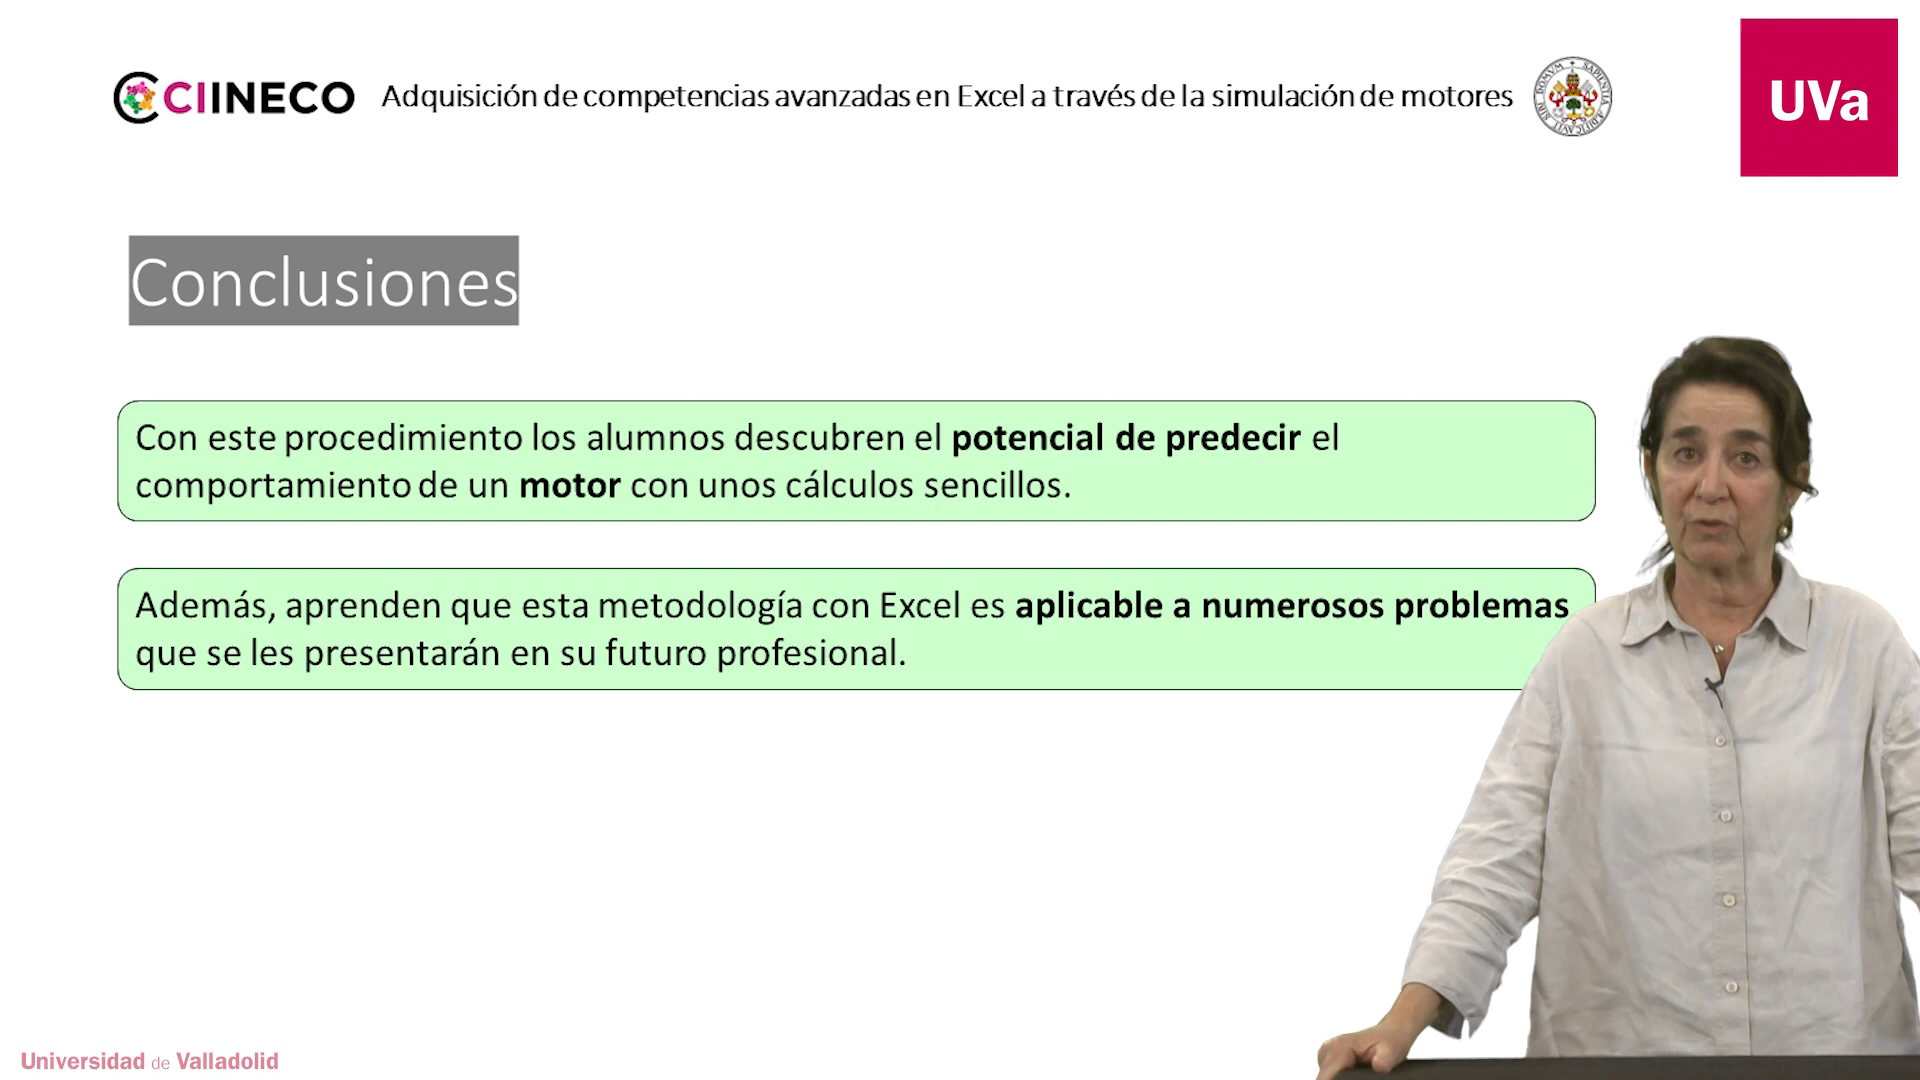 CIINECO Adquisición de competencias avanzadas en Excel a través de la simulación de motores
UVa
Conclusiones
Con este procedimiento los alumnos descubren el potencial de predecir el
comportamiento de un motor con unos cálculos sencillos.
Además, aprenden que esta metodología con Excel es aplicable a numerosos problemas
que se les presentarán en su futuro profesional.
Universidad de Valladolid